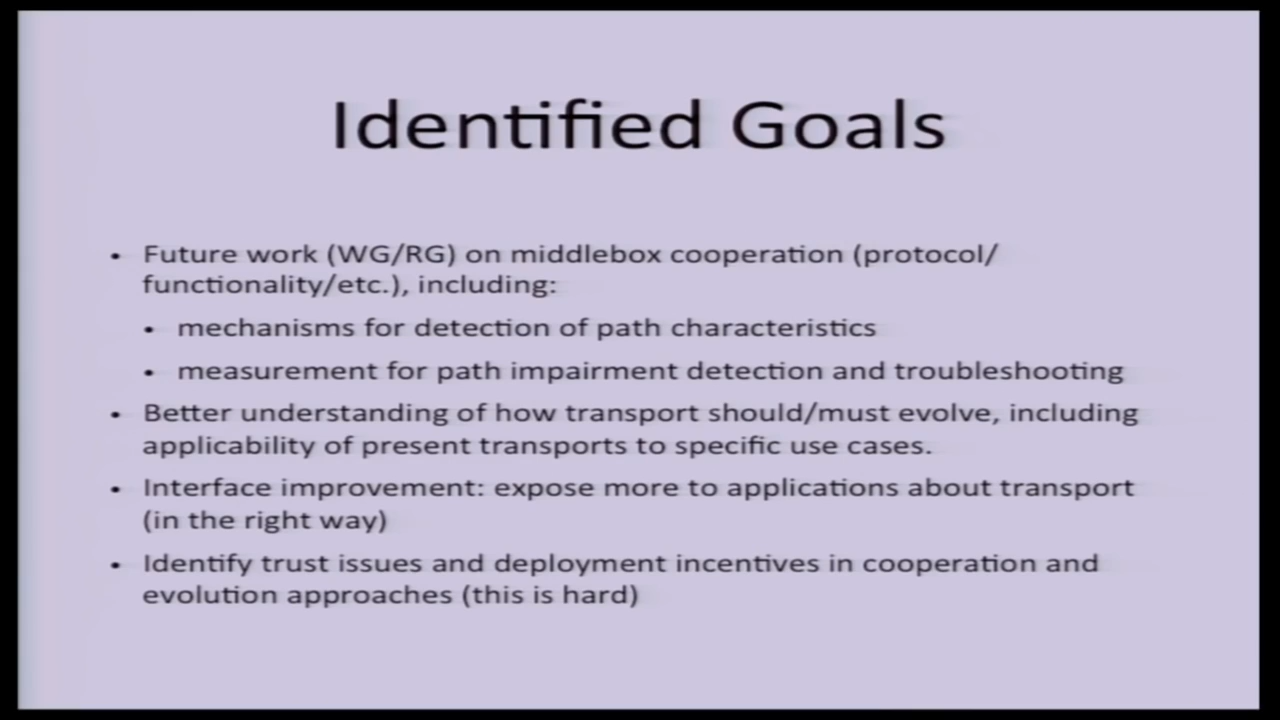 Identified Goals
• Future work (WG/RG) on middlebox cooperation (protocol/
functionality/etc.), including:
• mechanisms for detection of path characteristics
• measurement for path impairment detection and troubleshooting
• Better understanding of how transport should/must evolve, including
applicability of present transports to specific use cases.
• Interface improvement: expose more to applications about transport
(in the right way)
• Identify trust issues and deployment incentives in cooperation and
evolution approaches (this is hard)